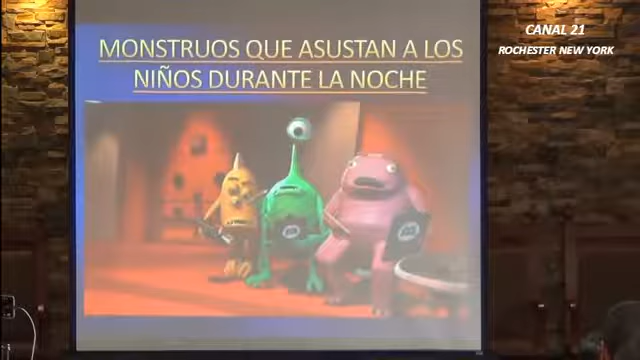 MONSTRUOS QUE ASUSTAN A LOS
NIÑOS DURANTE LA NOCHE
CANAL 21
ROCHESTER NEW YORK